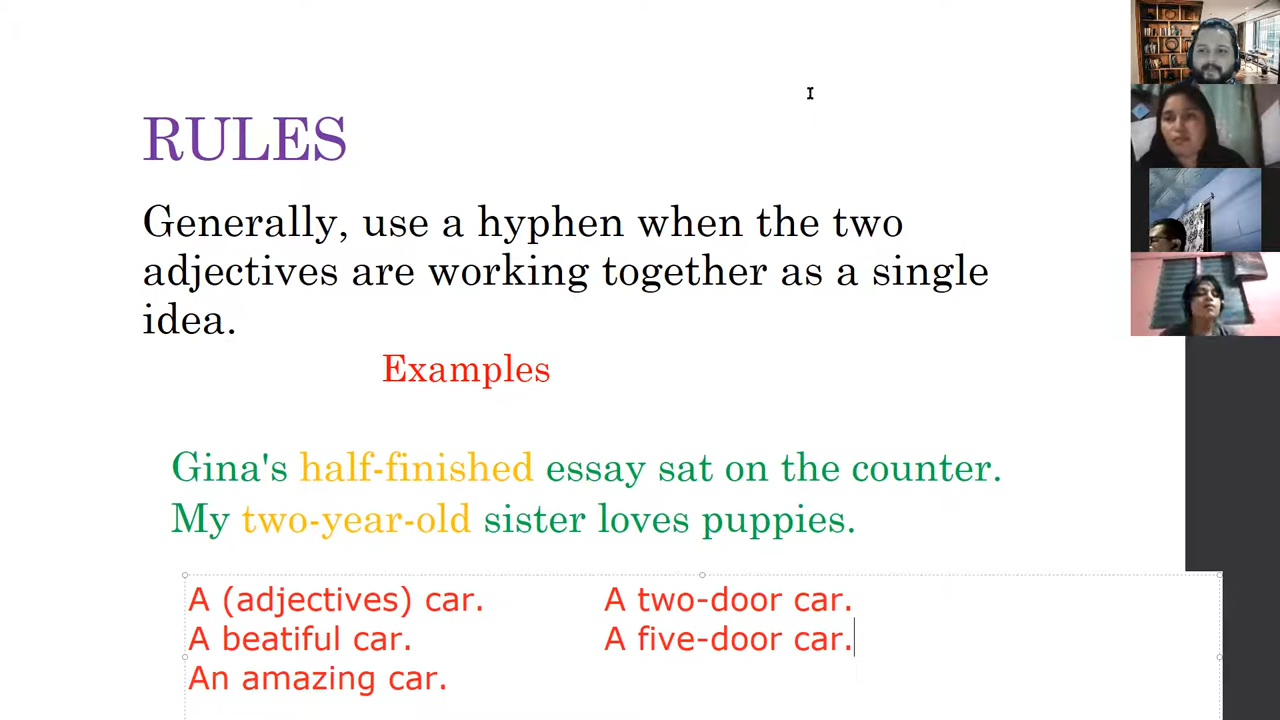 RULES
Generally, use a hyphen when the two
adjectives are working together as a single
idea.
Examples
Gina's half-finished essay sat on the counter.
My two-year-old sister loves puppies.
A (adjectives) car.
A two-door car.
A beatiful car.
A five-door car.
An amazing car.